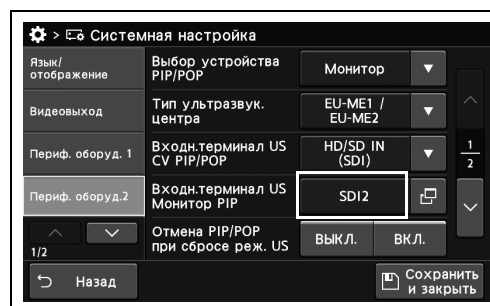 > Системная настройка
Язык/
отображение
Видеовыход
Периф. оборуд. 1
Периф. оборуд.2
1/2
Выбор устройства
PIP/POP
Монитор
Тип ультразвук.
центра
EU-ME1 /
EU-ME2
Входн.терминал US
CV PIP/POP
HD/SD IN
(SDI)
Входн.терминал US
Монитор PIP
SDI2
Отмена PIP/POP
при сбросе реж. US
ВЫКЛ. ВКЛ.
1
2
Назад
Сохранить
и закрыть